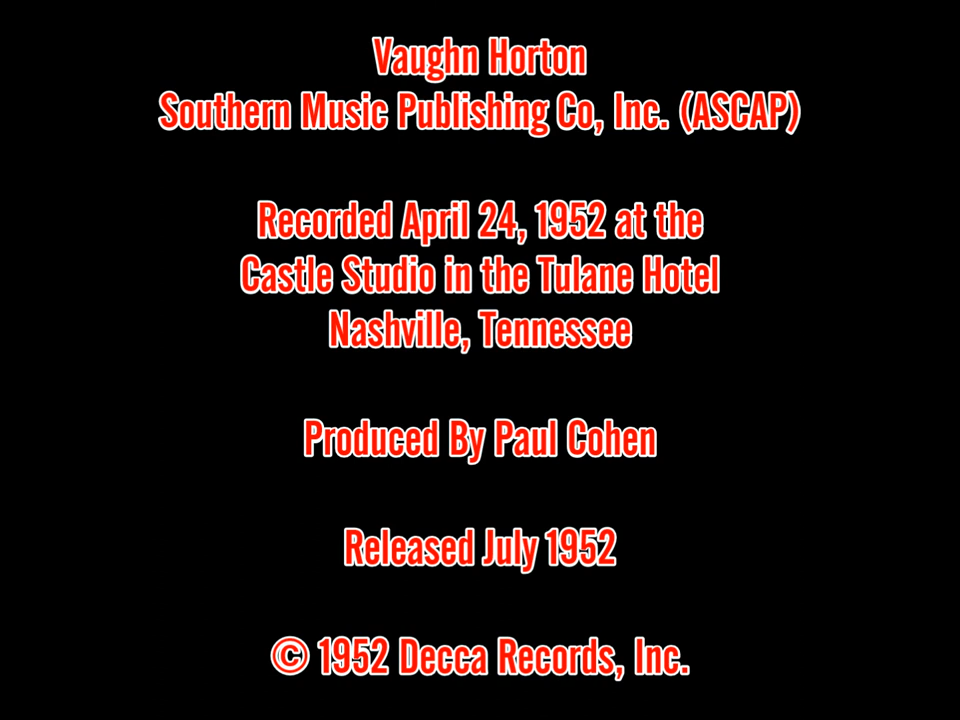 Vaughn Horton
Southern Music Publishing Co, Inc. (ASCAP)
Recorded April 24, 1952 at the
Castle Studio in the Tulane Hotel
Nashville, Tennessee
Produced By Paul Cohen
Released July 1952
© 1952 Decca Records, Inc.